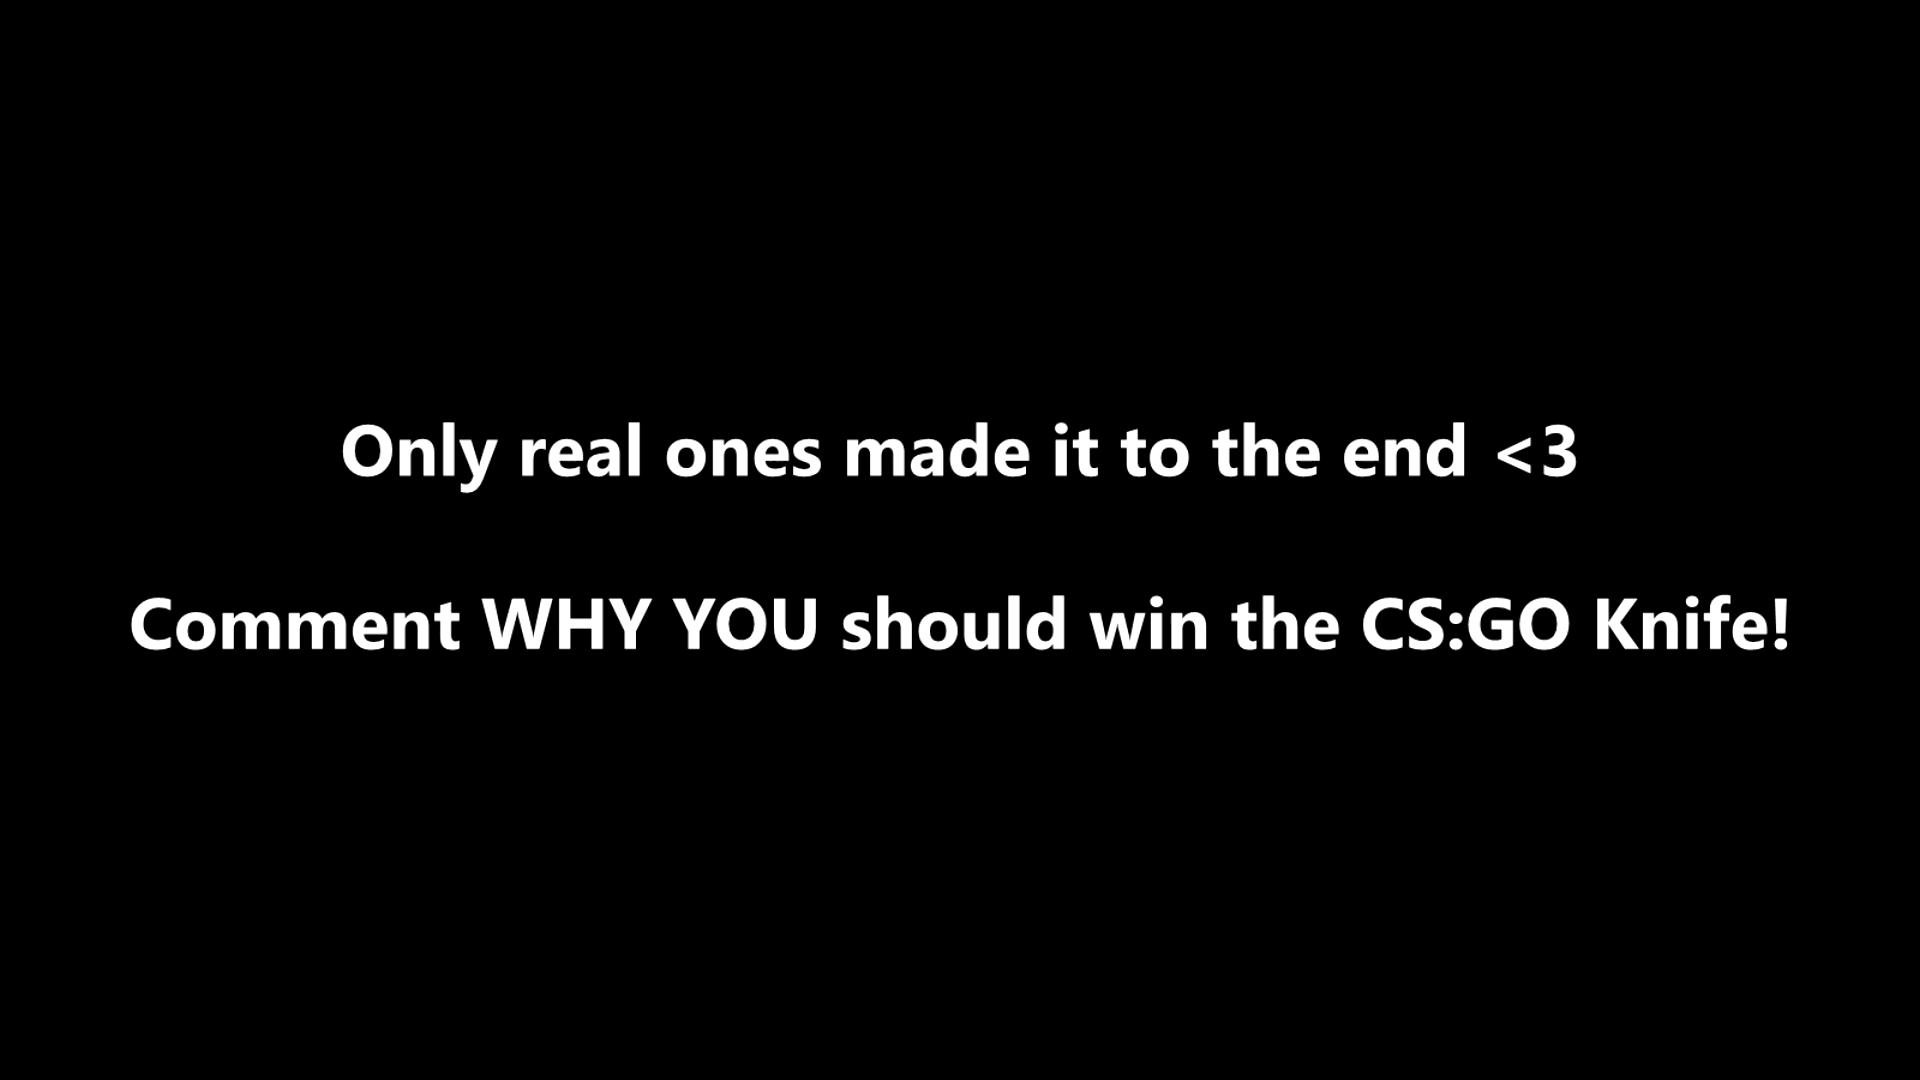 Only real ones made it to the end <3
Comment WHY YOU should win the CS:GO Knife!